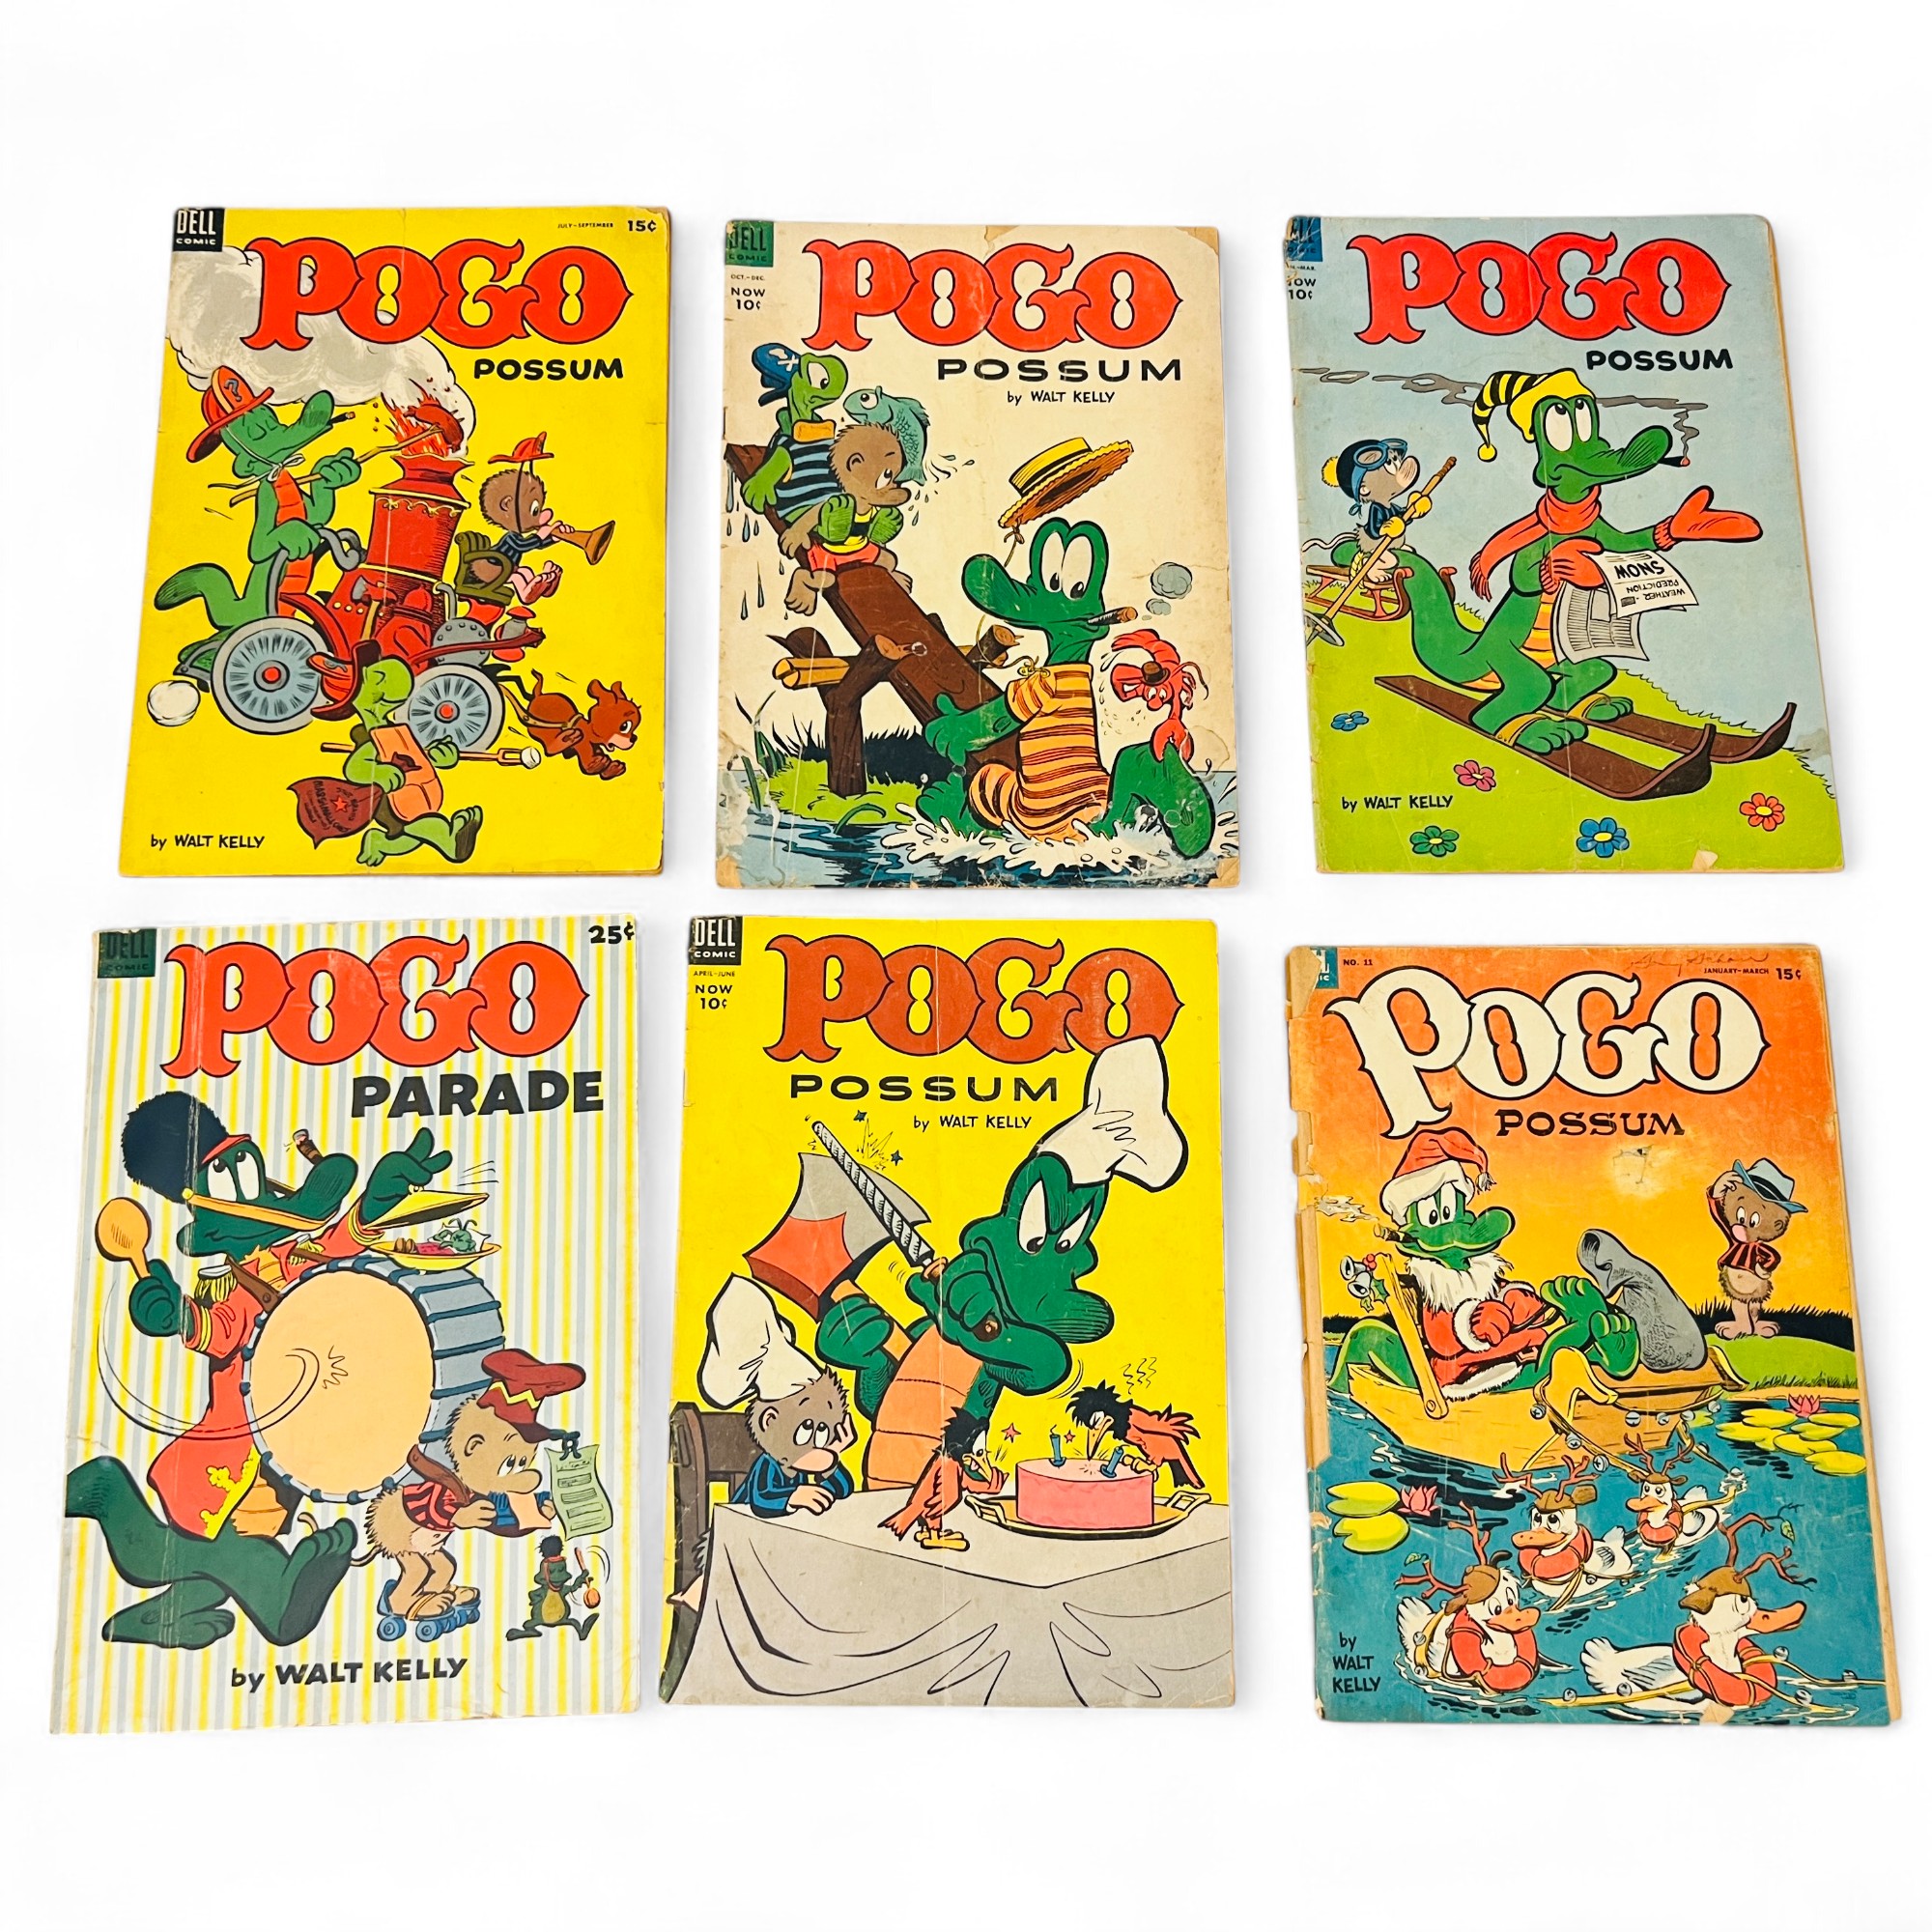 DELL
COMIC
JULY-SEPTEMBER 15¢
POGO
POSSUM
?
by WALT KELLY
DELL
COMIC
OCT.-DEC.
NOW
10¢
POGO
POSSUM
by WALT KELLY
10¢
POGO
POSSUM
WEATHER-
PREDICTION
SNOW
by WALT KELLY
DELL
COMIC
25¢
POGO
PARADE
by WALT KELLY
DELL
COMIC
APRIL-JUNE
NOW
10¢
POGO
POSSUM
by WALT KELLY
NO. 11
JANUARY-MARCH 15¢
POGO
POSSUM
by
WALT
KELLY